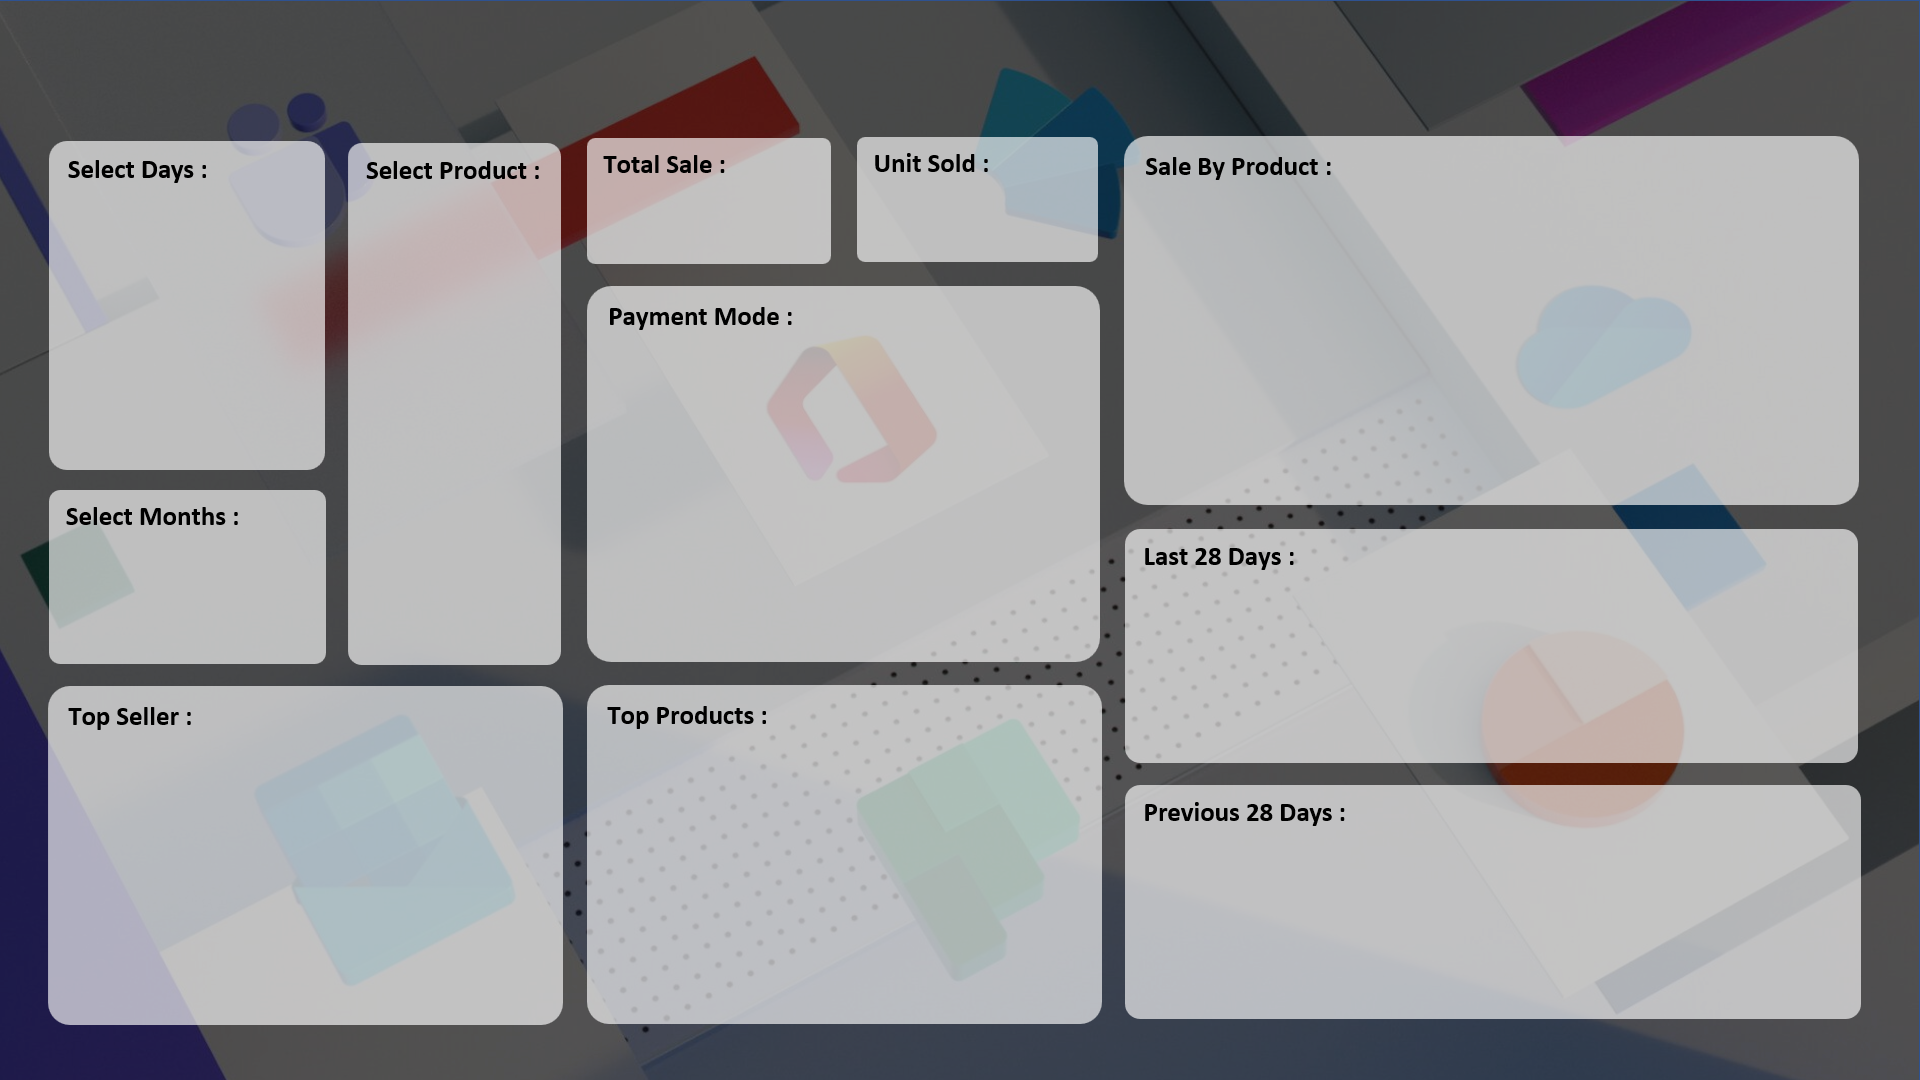 Select Days :
Select Product :
Total Sale :
Unit Sold :
Sale By Product :
Payment Mode :
Select Months :
Last 28 Days :
Top Seller :
Top Products :
Previous 28 Days :